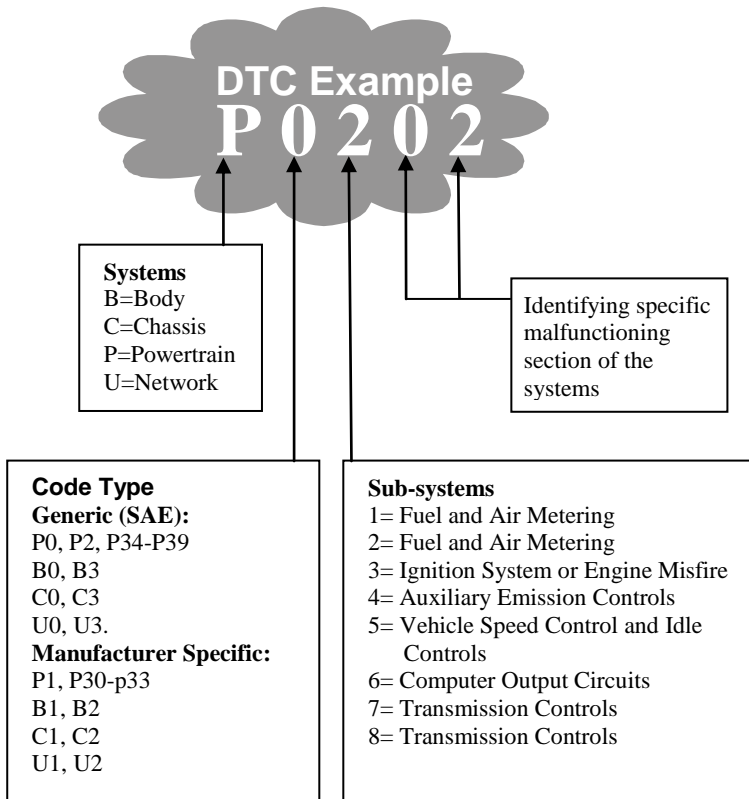 DTC Example
P 0 2 0 2
Systems
B=Body
C=Chassis
P=Powertrain
U=Network
Identifying specific
malfunctioning
section of the
systems
Code Type
Generic (SAE):
P0, P2, P34-P39
B0, B3
C0, C3
U0, U3.
Manufacturer Specific:
P1, P30-p33
B1, B2
C1, C2
U1, U2
Sub-systems
1= Fuel and Air Metering
2= Fuel and Air Metering
3= Ignition System or Engine Misfire
4= Auxiliary Emission Controls
5= Vehicle Speed Control and Idle
Controls
6= Computer Output Circuits
7= Transmission Controls
8= Transmission Controls